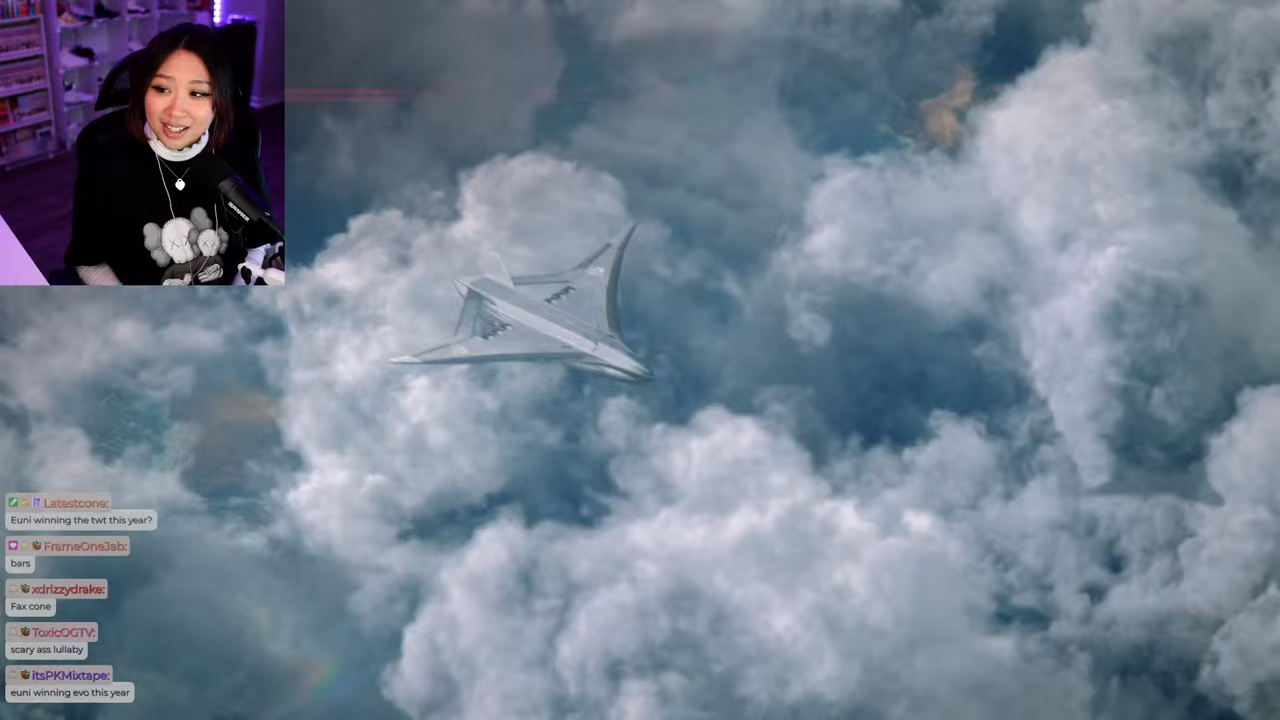 Latestcone:
Euni winning the twt this year?
FrameOneJab:
bars
xdrizzydrake:
Fax cone
ToxicOGTV:
scary ass lullaby
itsPKMixtape:
euni winning evo this year